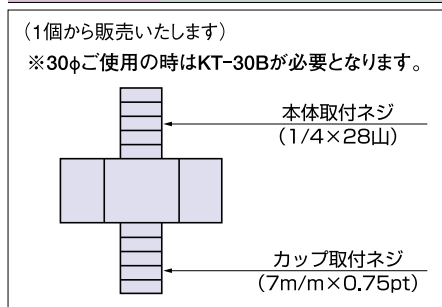 （1個から販売いたします）
※30φご使用の時はKT-30Bが必要となります。
本体取付ネジ
（1/4×28山）
カップ取付ネジ
（7m/m×0.75pt）